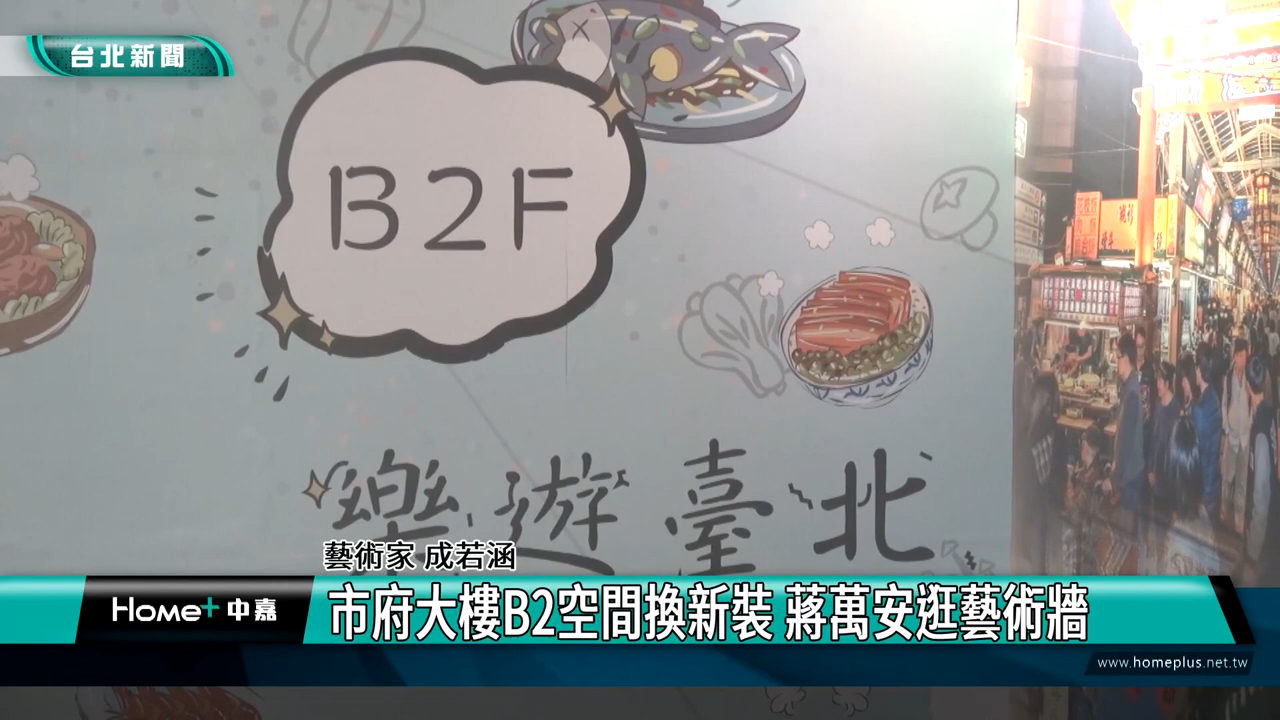 台北新聞
B2F
樂遊臺北
藝術家 成若涵
Home+中嘉
市府大樓B2空間換新裝 蔣萬安逛藝術牆
www.homeplus.net.tw